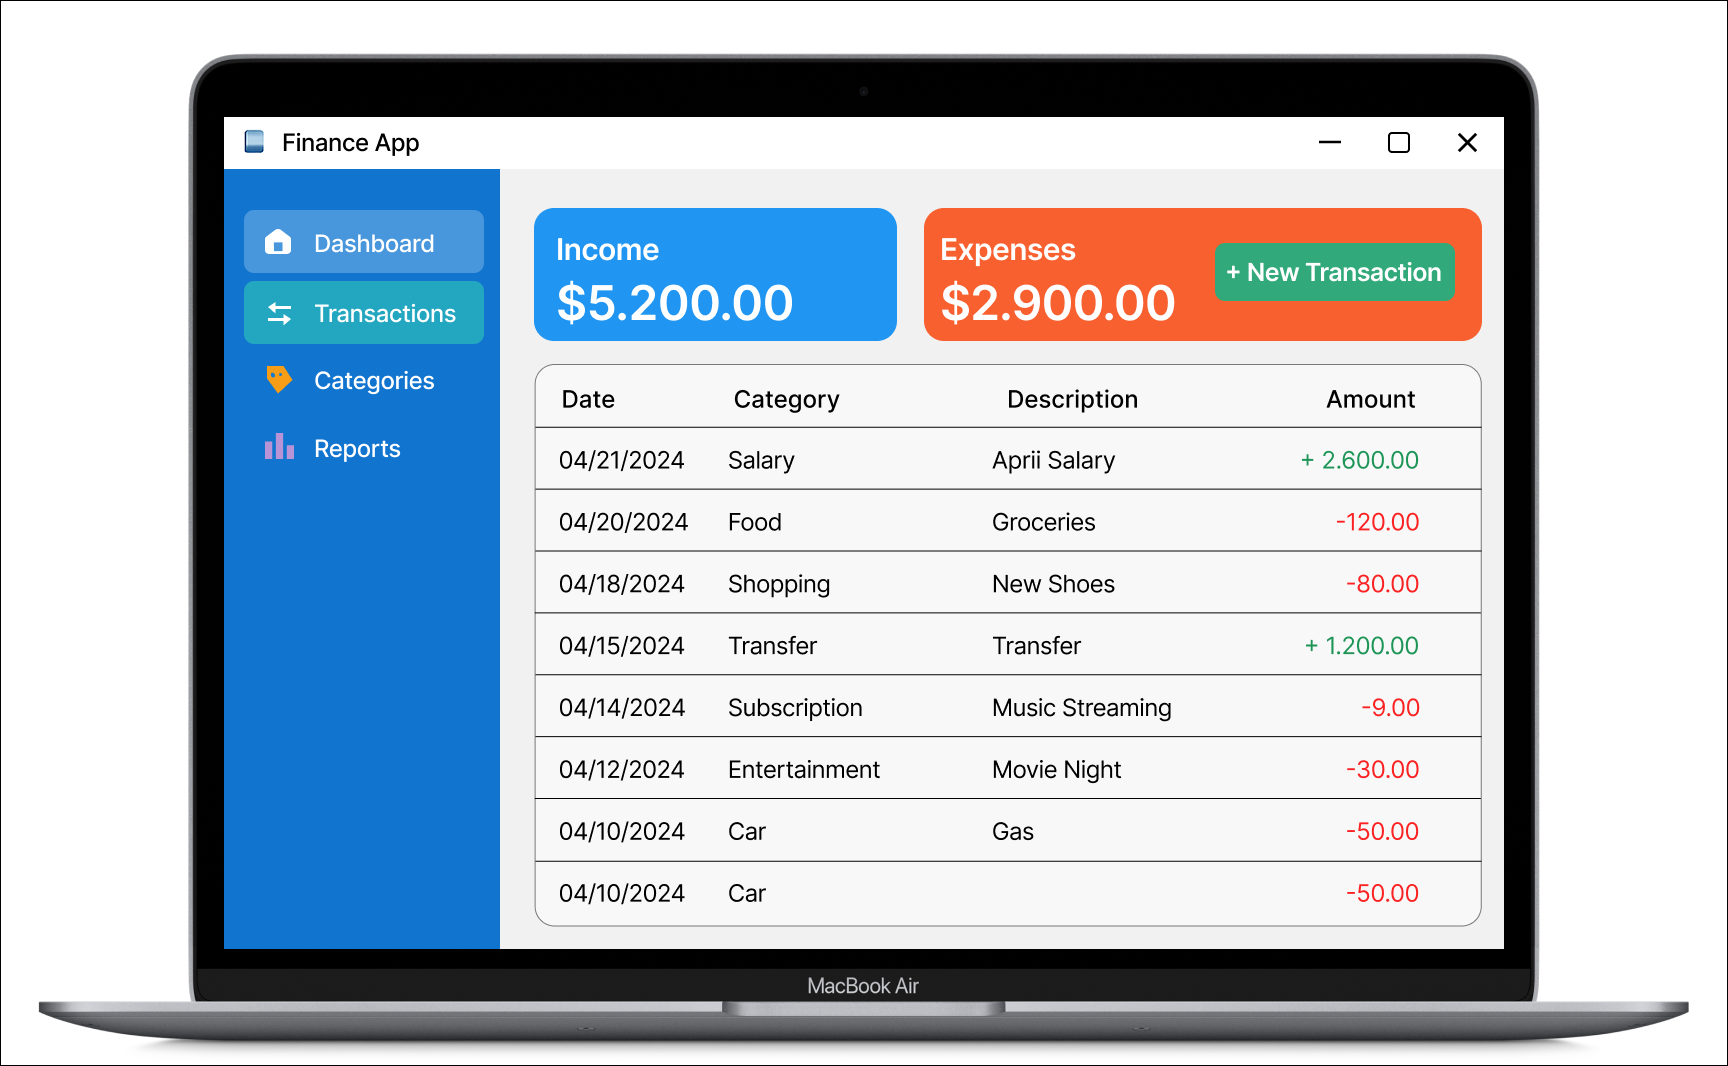 Finance App
Dashboard
Transactions
Categories
Reports
Income
$5.200.00
Expenses
$2.900.00
+ New Transaction
Date Category Description Amount
04/21/2024 Salary Aprii Salary + 2.600.00
04/20/2024 Food Groceries -120.00
04/18/2024 Shopping New Shoes -80.00
04/15/2024 Transfer Transfer + 1.200.00
04/14/2024 Subscription Music Streaming -9.00
04/12/2024 Entertainment Movie Night -30.00
04/10/2024 Car Gas -50.00
04/10/2024 Car -50.00
MacBook Air